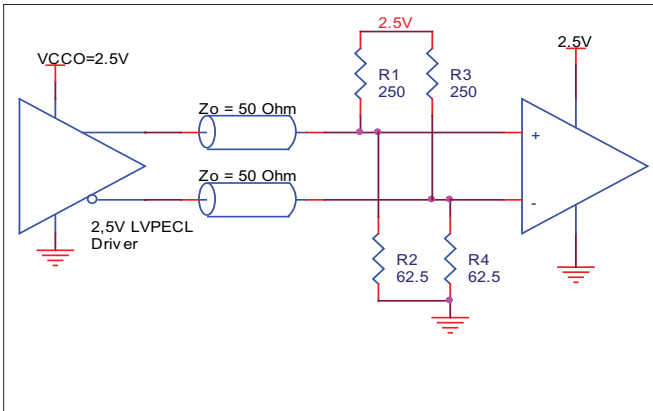 2.5V
2.5V
VCCO=2.5V
R1
250
R3
250
Zo = 50 Ohm
+
Zo = 50 Ohm
-
2,5V LVPECL
Driver
R2
62.5
R4
62.5